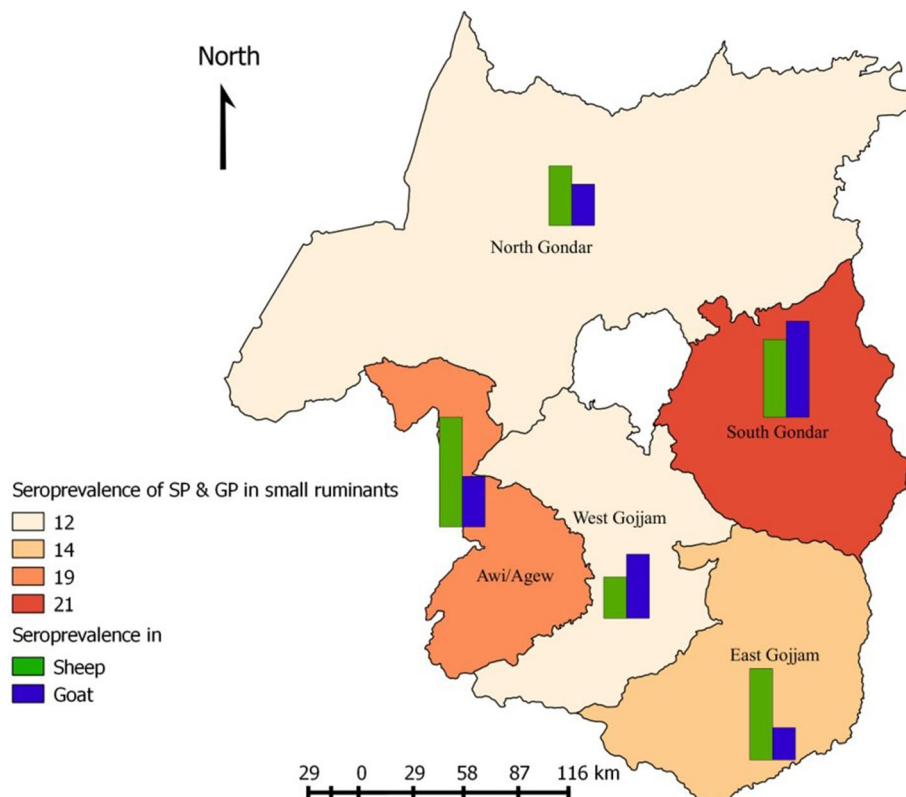 North
North Gondar
South Gondar
Seroprevalence of SP & GP in small ruminants
12
14
19
21
Seroprevalence in
Sheep
Goat
West Gojjam
Awi/Agew
East Gojjam
29 0 29 58 87 116 km